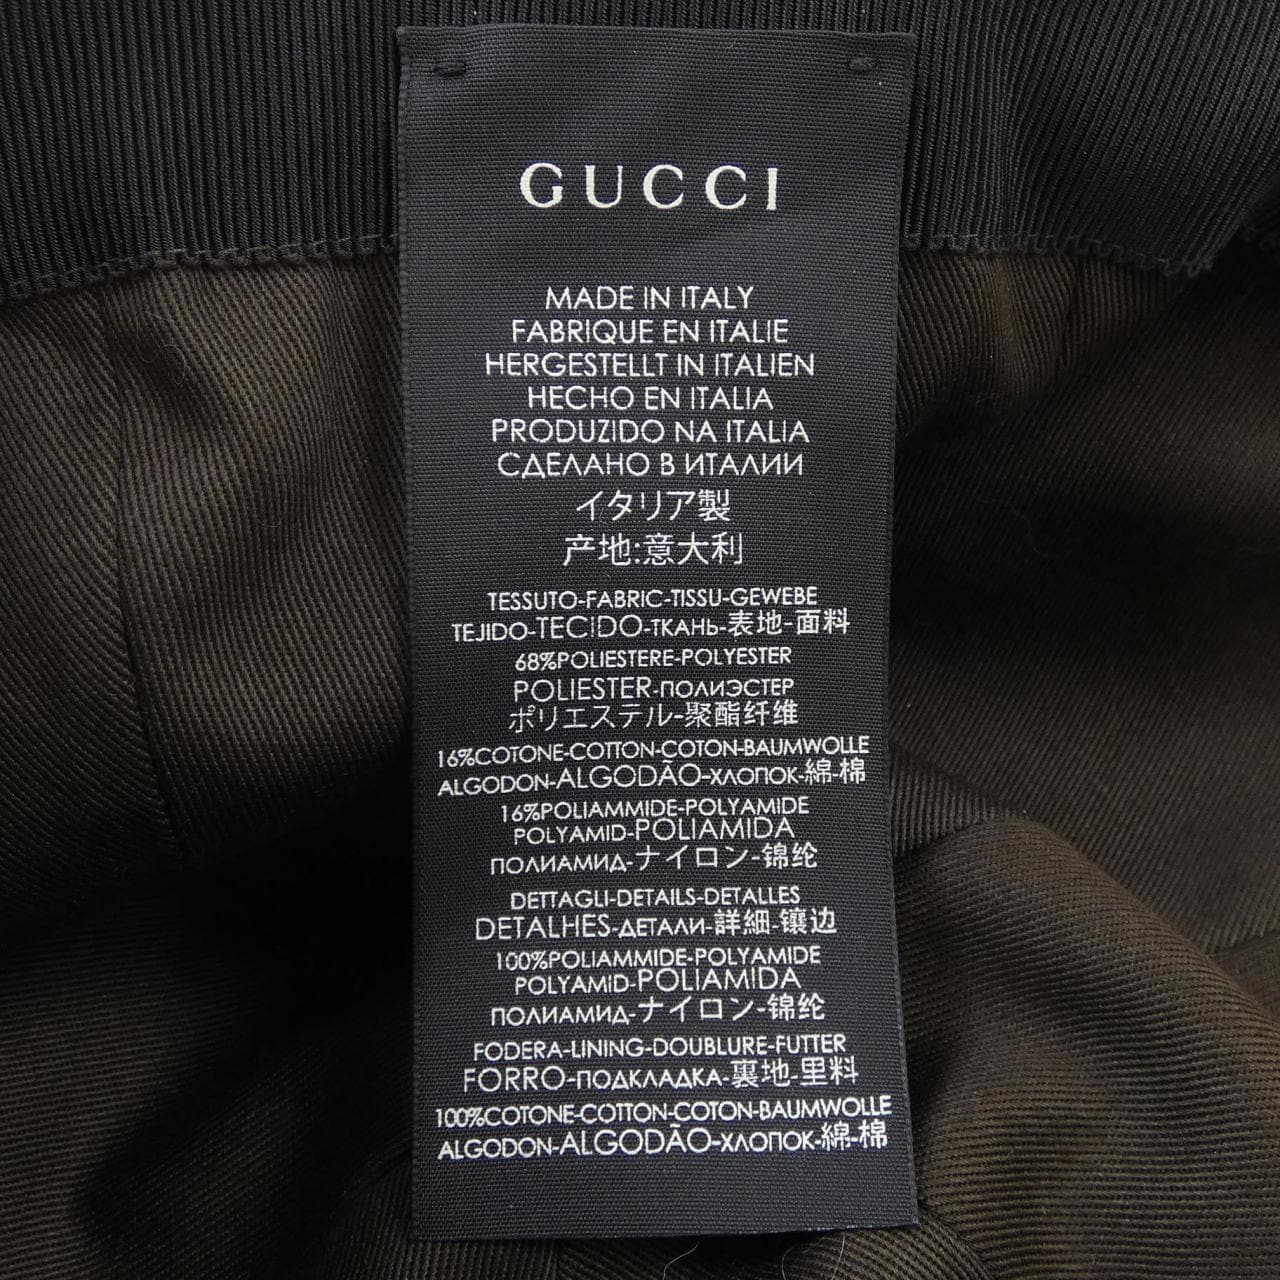 GUCCI
MADE IN ITALY
FABRIQUE EN ITALIE
HERGESTELLT IN ITALIEN
HECHO EN ITALIA
PRODUZIDO NA ITALIA
СДЕЛАНО В ИТАЛИИ
イタリア製
产地:意大利
TESSUTO-FABRIC-TISSU-GEWEBE
TEJIDO-TECIDO-ТКАНЬ-表地-面料
68%POLIESTERE-POLYESTER
POLIESTER-ПОЛИЭСТЕР
ポリエステル-聚酯纤维
16%COTONE-COTTON-COTON-BAUMWOLLE
ALGODON-ALGODÃO-ХЛОПОК-綿-棉
16%POLIAMMIDE-POLYAMIDE
POLYAMID-POLIAMIDA
ПОЛИАМИД-ナイロン-锦纶
DETTAGLI-DETAILS-DETALLES
DETALHES-ДЕТАЛИ-詳細-镶边
100%POLIAMMIDE-POLYAMIDE
POLYAMID-POLIAMIDA
ПОЛИАМИД-ナイロン-锦纶
FODERA-LINING-DOUBLURE-FUTTER
FORRO-ПОДКЛАДКА-裏地-里料
100%COTONE-COTTON-COTON-BAUMWOLLE
ALGODON-ALGODÃO-ХЛОПОК-綿-棉